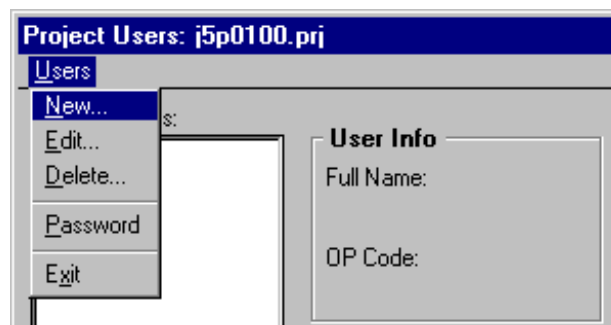 Project Users: j5p0100.prj
Users
New...
s:
Edit...
Delete...
Password
Exit
User Info
Full Name:
OP Code: